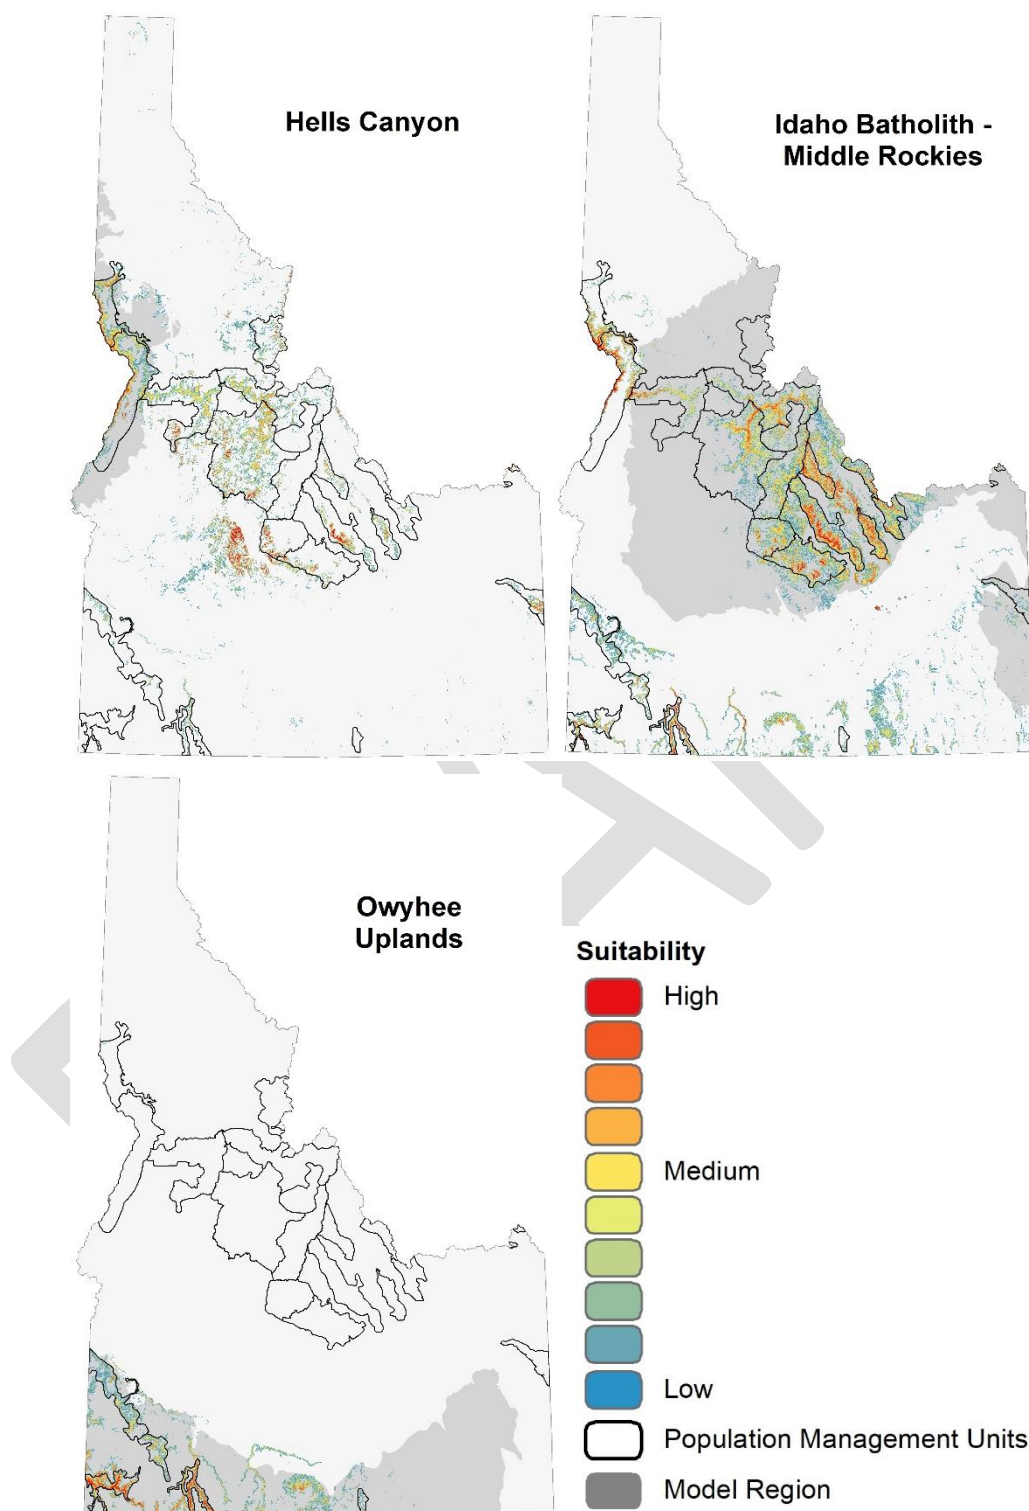 Hells Canyon
Idaho Batholith -
Middle Rockies
Owyhee
Uplands
Suitability
High
Medium
Low
Population Management Units
Model Region